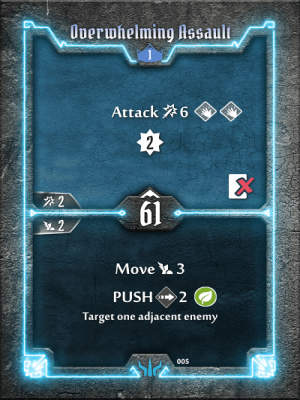 Overwhelming Assault
1
Attack 6
2
2
61
2
Move 3
PUSH 2
Target one adjacent enemy
005